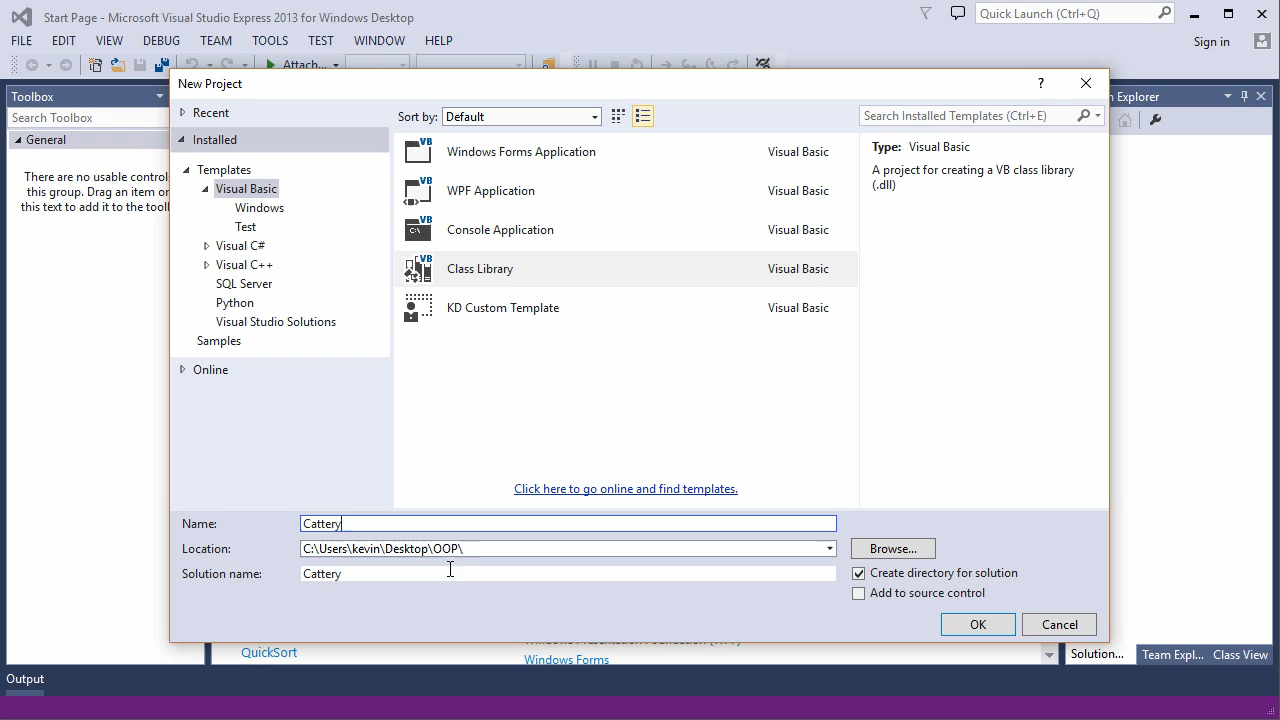 Start Page - Microsoft Visual Studio Express 2013 for Windows Desktop
Quick Launch (Ctrl+Q)
FILE EDIT VIEW DEBUG TEAM TOOLS TEST WINDOW HELP
Sign in
Attach...
Toolbox
Search Toolbox
General
There are no usable control
this group. Drag an item or
this text to add it to the tool
Explorer
New Project
?
Recent
Installed
Templates
Visual Basic
Windows
Test
Visual C#
Visual C++
SQL Server
Python
Visual Studio Solutions
Samples
Online
Sort by: Default
Search Installed Templates (Ctrl+E)
Windows Forms Application Visual Basic
WPF Application Visual Basic
Console Application Visual Basic
Class Library Visual Basic
KD Custom Template Visual Basic
Type: Visual Basic
A project for creating a VB class library
(.dll)
Click here to go online and find templates.
Name: Cattery
Location: C:\Users\kevin\Desktop\OOP\
Browse...
Solution name: Cattery
Create directory for solution
Add to source control
OK Cancel
QuickSort
Windows Forms
Solution... Team Expl... Class View
Output